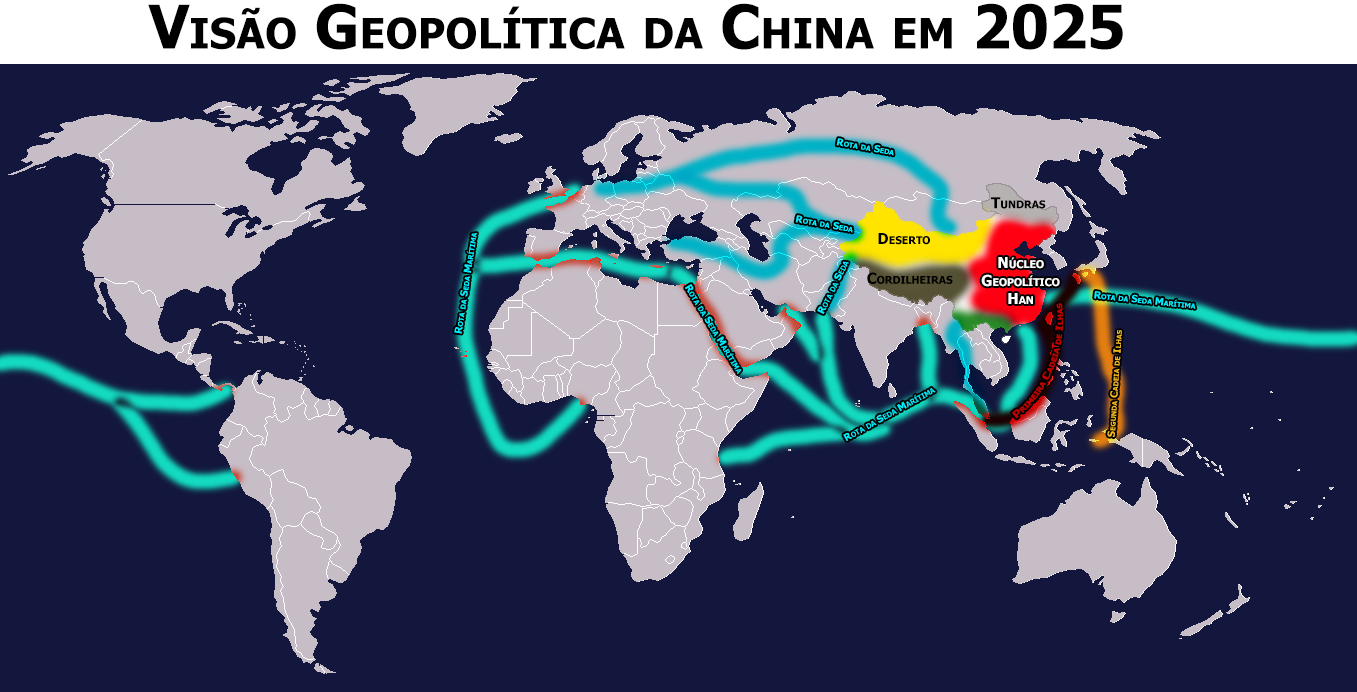 Visão Geopolítica da China em 2025
Rota da Seda
Tundras
Rota da Seda
Deserto
Rota da Seda Marítima
Núcleo
Geopolítico
Han
Cordilheiras
Rota da Seda
Rota da Seda Marítima
Rota da Seda Marítima
Primeira Cadeia de Ilhas
Segunda Cadeia de Ilhas
Rota da Seda Marítima